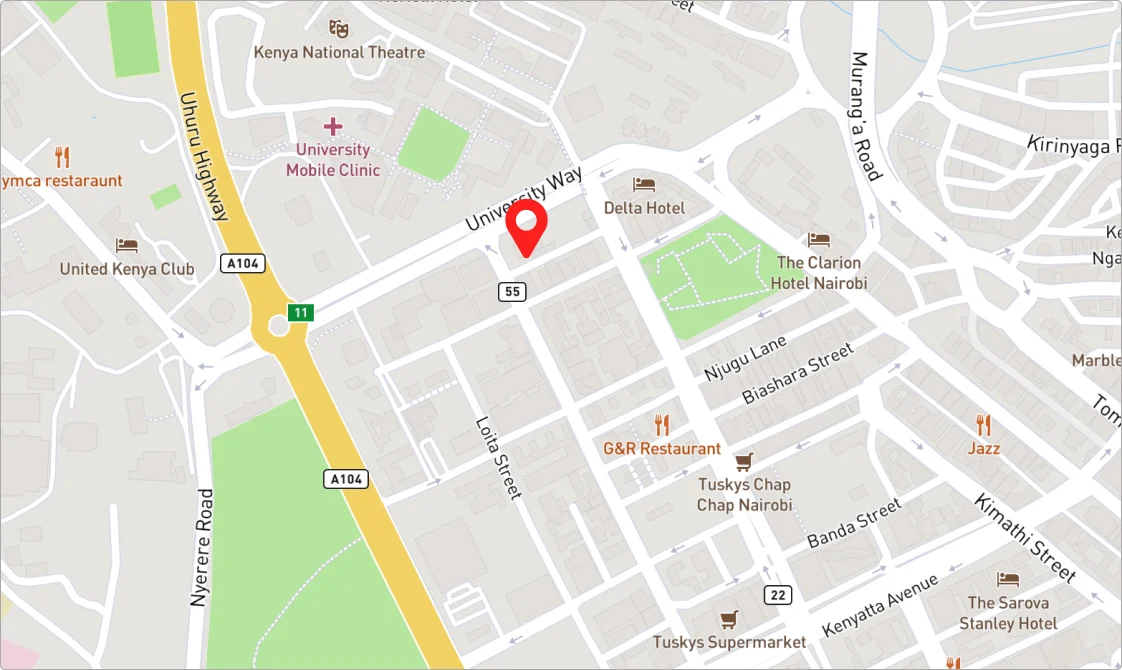 Kenya National Theatre
University
Mobile Clinic
Uhuru Highway
ymca restaraunt
United Kenya Club
A104
11
University Way
55
Delta Hotel
The Clarion
Hotel Nairobi
Murang'a Road
Kirinyaga
Marble
Njugu Lane
Biashara Street
Loita Street
G&R Restaurant
Tuskys Chap
Chap Nairobi
Jazz
A104
Nyerere Road
Banda Street
Kimathi Street
22
Kenyatta Avenue
The Sarova
Stanley Hotel
Tuskys Supermarket
Tom
Nga
Ke
eet